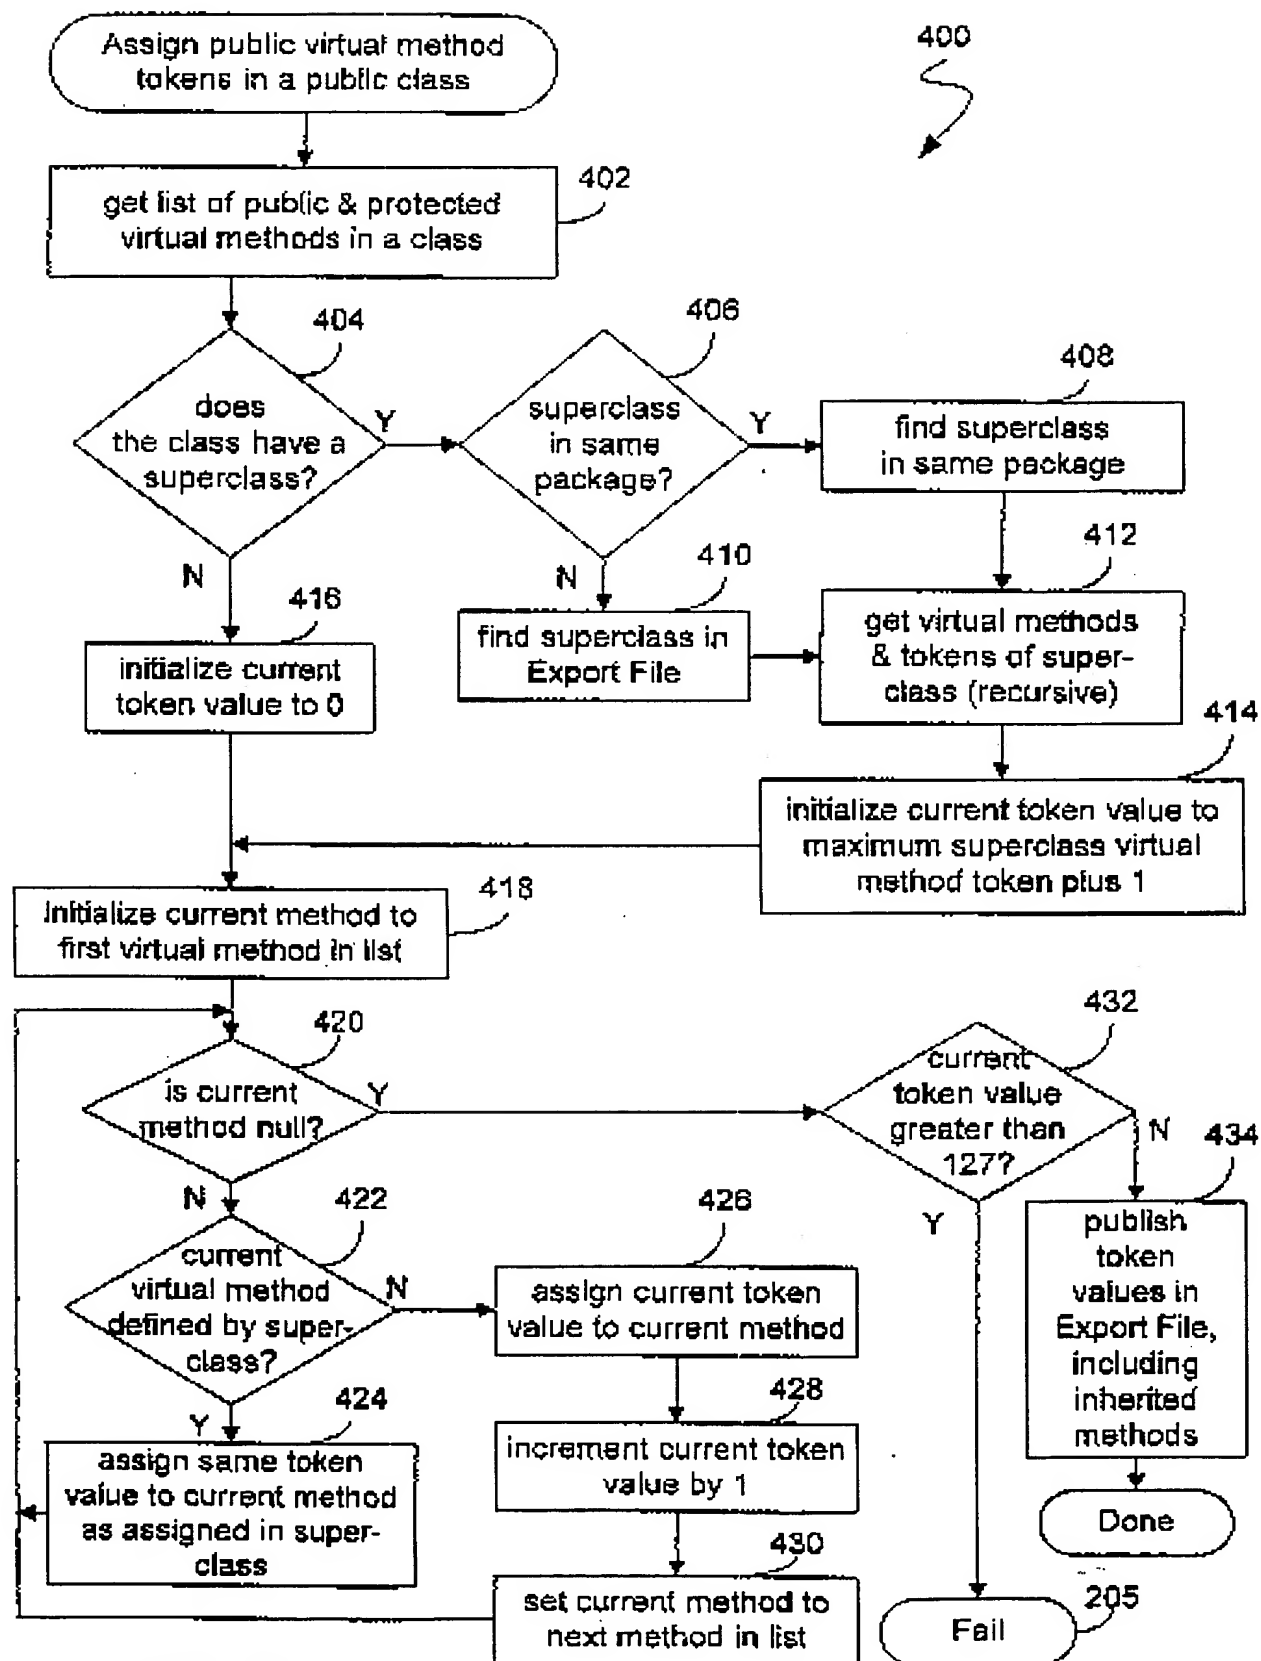 Assign public virtual method
tokens in a public class
400
402
get list of public & protected
virtual methods in a class
404
does
the class have a
superclass?
Y
N
406
superclass
in same
package?
Y
N
408
find superclass
in same package
410
find superclass in
Export File
412
get virtual methods
& tokens of super-
class (recursive)
416
initialize current
token value to 0
414
initialize current token value to
maximum superclass virtual
method token plus 1
418
initialize current method to
first virtual method in list
420
is current
method null?
Y
N
432
current
token value
greater than
127?
N
Y
434
publish
token
values in
Export File,
including
inherited
methods
Done
422
current
virtual method
defined by super-
class?
N
Y
426
assign current token
value to current method
424
assign same token
value to current method
as assigned in super-
class
428
increment current token
value by 1
430
set current method to
next method in list
205
Fail